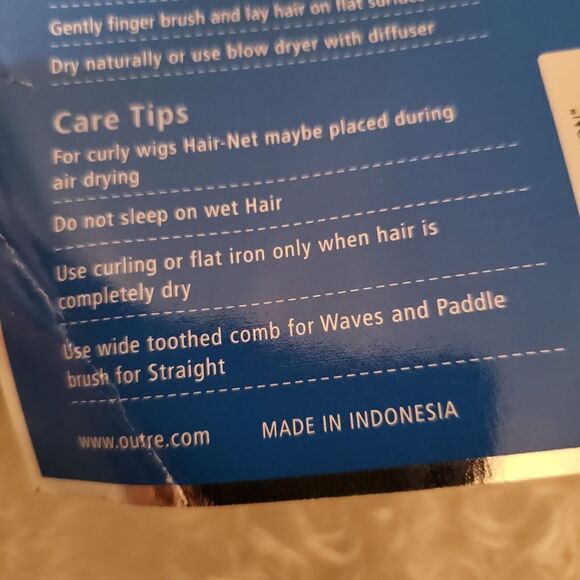 Gently finger brush and lay hair on flat surface
Dry naturally or use blow dryer with diffuser
Care Tips
For curly wigs Hair-Net maybe placed during
air drying
Do not sleep on wet Hair
Use curling or flat iron only when hair is
completely dry
Use wide toothed comb for Waves and Paddle
brush for Straight
www.outre.com
MADE IN INDONESIA